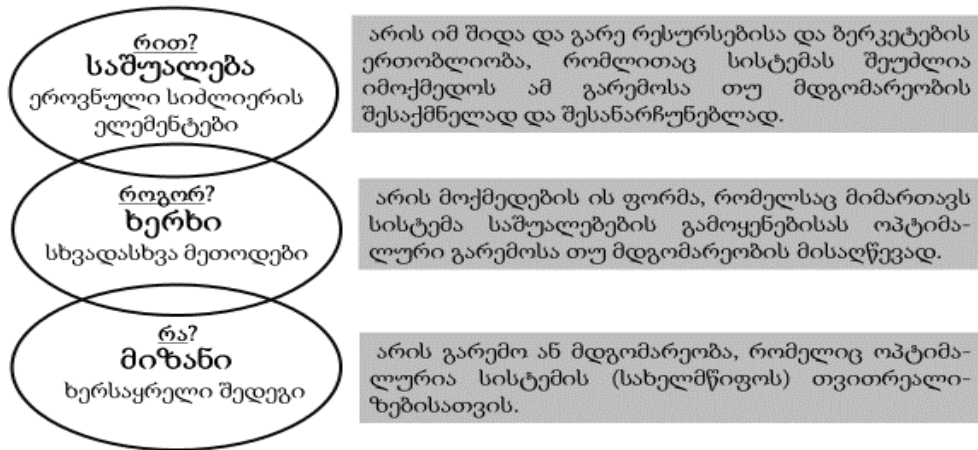 რით?
საშუალება
ეროვნული სიძლიერის
ელემენტები
არის იმ შიდა და გარე რესურსებისა და ბერკეტების
ერთობლიობა, რომლითაც სისტემას შეუძლია
იმოქმედოს ამ გარემოსა თუ მდგომარეობის
შესაქმნელად და შესანარჩუნებლად.
როგორ?
ხერხი
სხვადასხვა მეთოდები
არის მოქმედების ის ფორმა, რომელსაც მიმართავს
სისტემა საშუალებების გამოყენებისას ოპტიმა-
ლური გარემოსა თუ მდგომარეობის მისაღწევად.
რა?
მიზანი
ხერსაყრელი შედეგი
არის გარემო ან მდგომარეობა, რომელიც ოპტიმა-
ლურია სისტემის (სახელმწიფოს) თვითრეალი-
ზებისათვის.